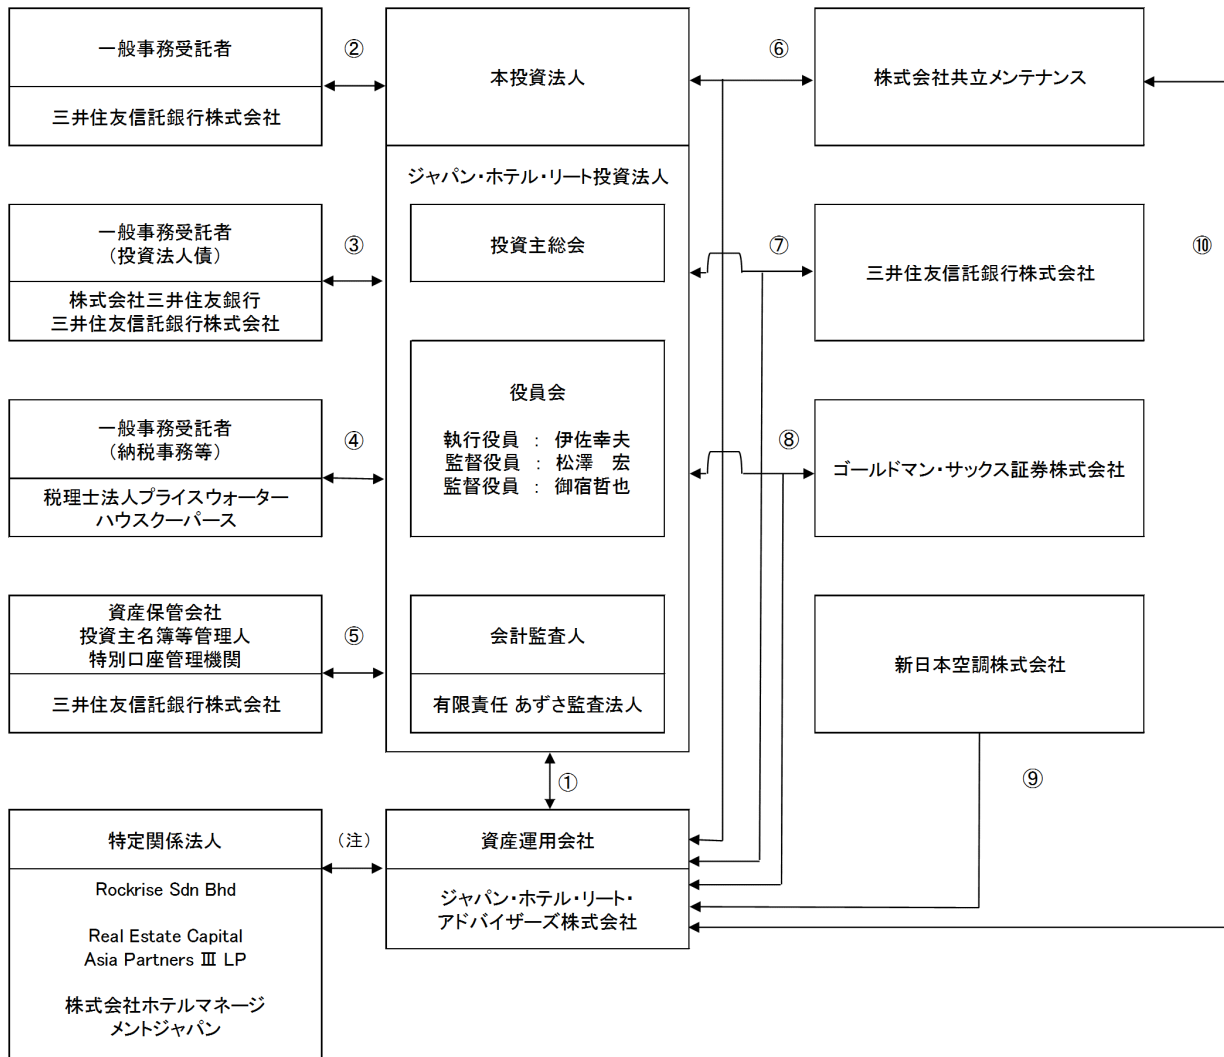 一般事務受託者
三井住友信託銀行株式会社
②
本投資法人
⑥
株式会社共立メンテナンス
ジャパン・ホテル・リート投資法人
一般事務受託者
（投資法人債）
株式会社三井住友銀行
三井住友信託銀行株式会社
③
投資主総会
⑦
三井住友信託銀行株式会社
⑩
一般事務受託者
（納税事務等）
税理士法人プライスウォーター
ハウスクーパース
④
役員会
執行役員 ： 伊佐幸夫
監督役員 ： 松澤　宏
監督役員 ： 御宿哲也
⑧
ゴールドマン・サックス証券株式会社
資産保管会社
投資主名簿等管理人
特別口座管理機関
三井住友信託銀行株式会社
⑤
会計監査人
有限責任 あずさ監査法人
新日本空調株式会社
①
⑨
特定関係法人
Rockrise Sdn Bhd
Real Estate Capital
Asia Partners Ⅲ LP
株式会社ホテルマネージ
メントジャパン
（注）
資産運用会社
ジャパン・ホテル・リート・
アドバイザーズ株式会社